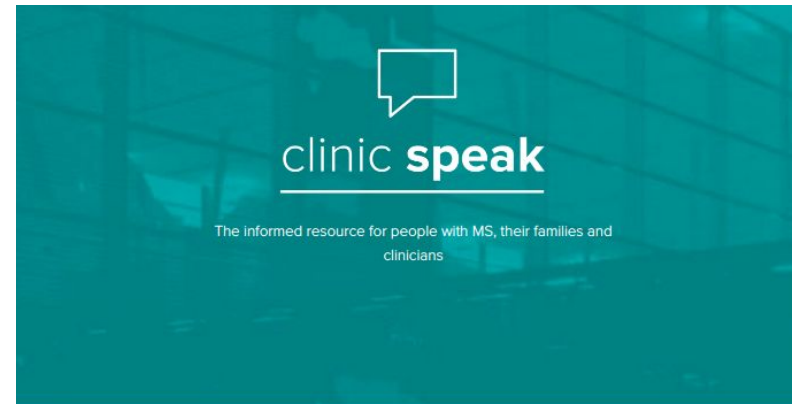 clinic speak
The informed resource for people with MS, their families and
clinicians